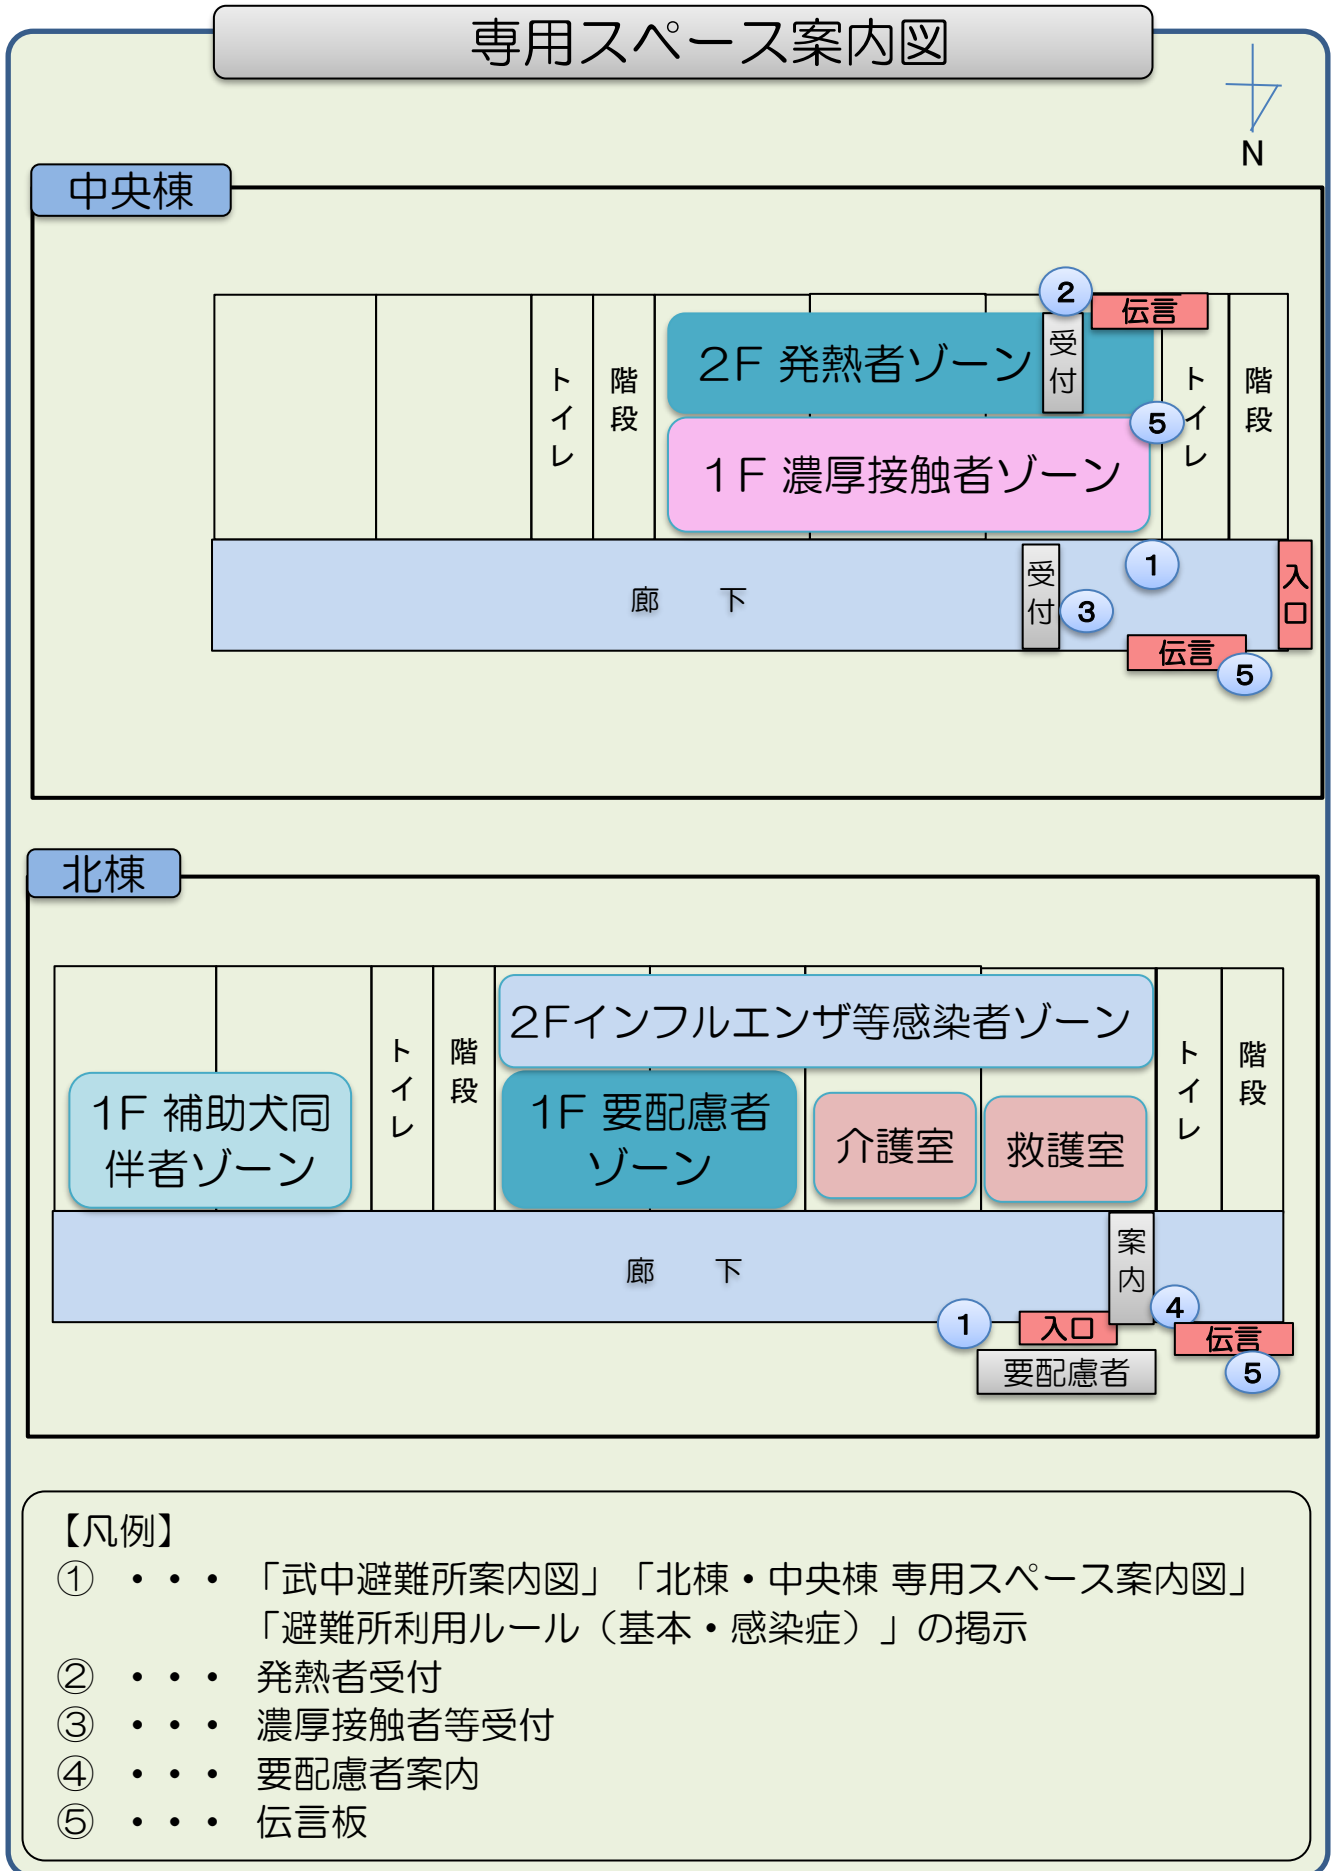 専用スペース案内図
N
中央棟
②
伝言
受付
2F 発熱者ゾーン
トイレ
階段
トイレ
階段
⑤
1F 濃厚接触者ゾーン
①
受付
廊　下
③
入口
伝言
⑤
北棟
2Fインフルエンザ等感染者ゾーン
トイレ
階段
トイレ
階段
1F 補助犬同
伴者ゾーン
1F 要配慮者
ゾーン
介護室
救護室
案内
廊　下
④
①
入口
伝言
要配慮者
⑤
【凡例】
① ・・・ 「武中避難所案内図」「北棟・中央棟 専用スペース案内図」
「避難所利用ルール（基本・感染症）」の掲示
② ・・・ 発熱者受付
③ ・・・ 濃厚接触者等受付
④ ・・・ 要配慮者案内
⑤ ・・・ 伝言板